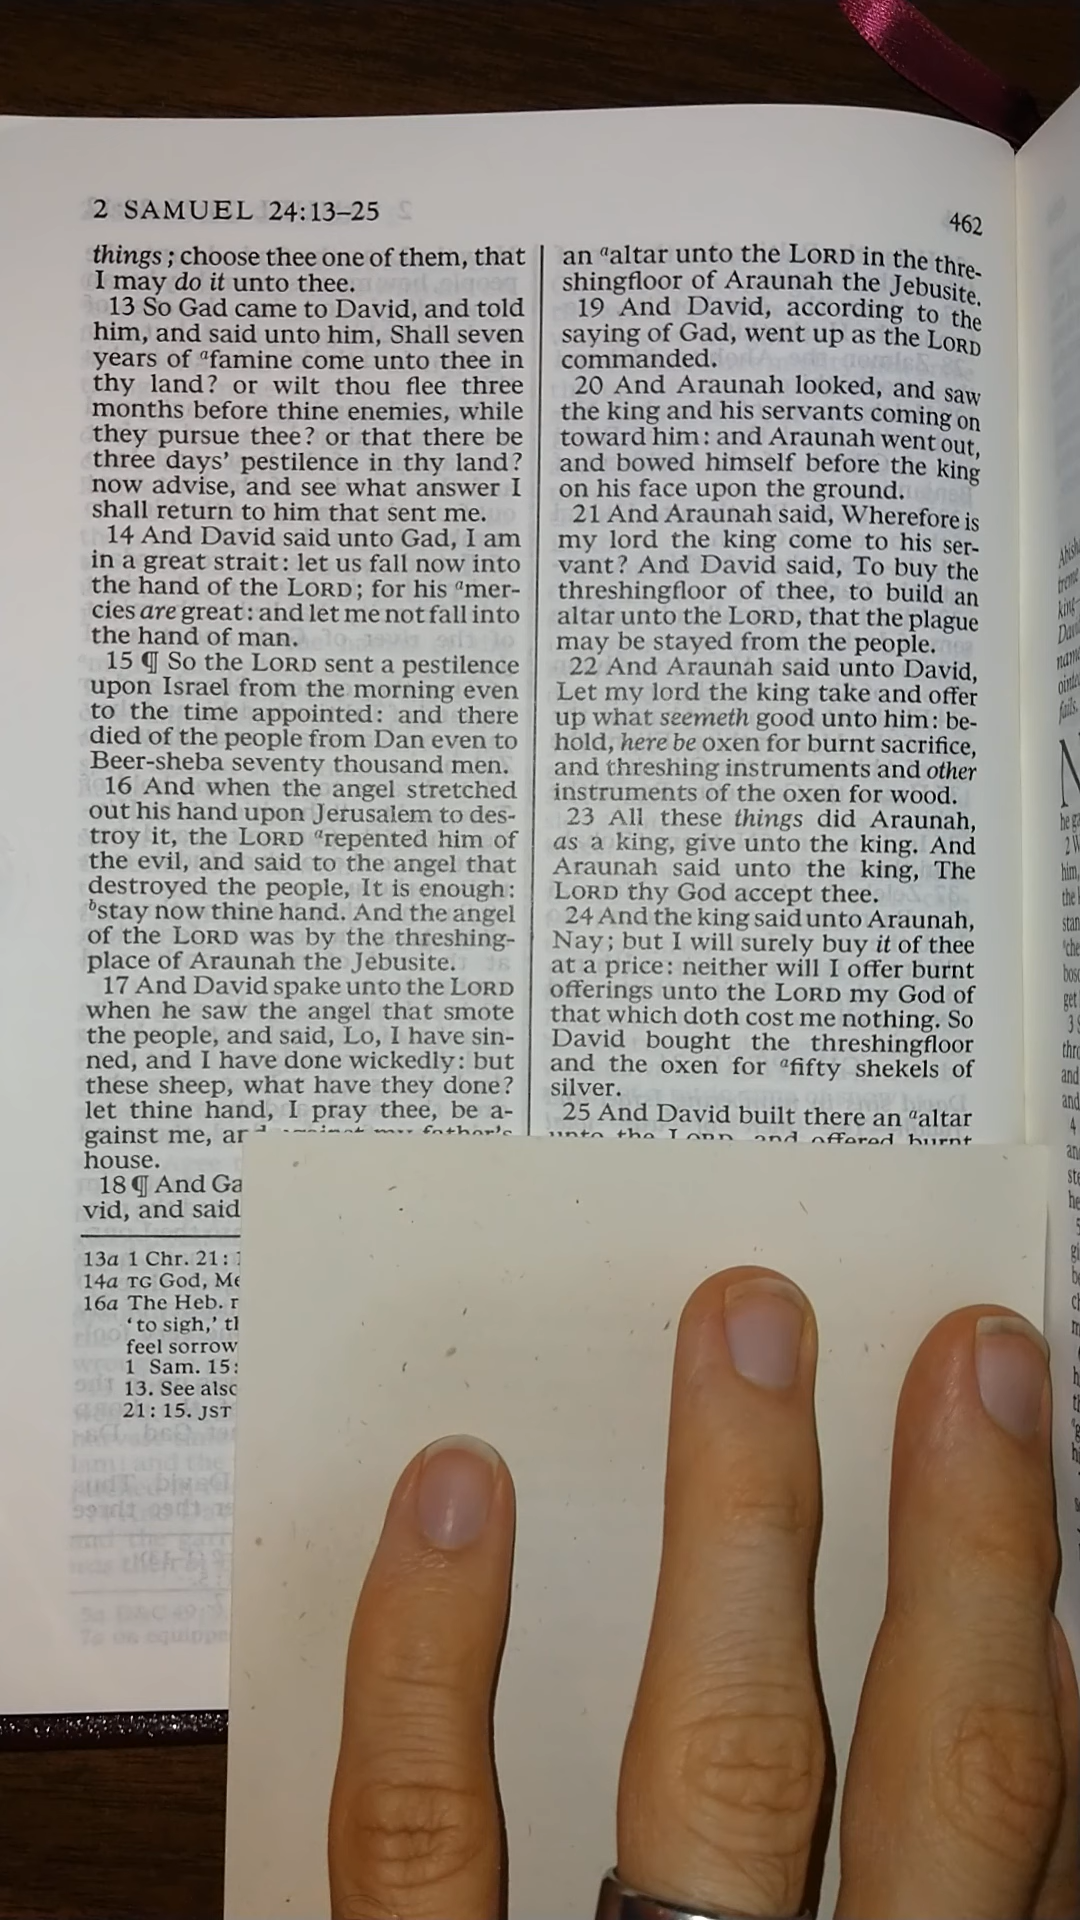 2 SAMUEL 24:13–25
462
things; choose thee one of them, that
I may do it unto thee.
13 So Gad came to David, and told
him, and said unto him, Shall seven
years of ᵃfamine come unto thee in
thy land? or wilt thou flee three
months before thine enemies, while
they pursue thee? or that there be
three days’ pestilence in thy land?
now advise, and see what answer I
shall return to him that sent me.
14 And David said unto Gad, I am
in a great strait: let us fall now into
the hand of the LORD; for his ᵃmer-
cies are great: and let me not fall into
the hand of man.
15 ¶ So the LORD sent a pestilence
upon Israel from the morning even
to the time appointed: and there
died of the people from Dan even to
Beer-sheba seventy thousand men.
16 And when the angel stretched
out his hand upon Jerusalem to des-
troy it, the LORD ᵃrepented him of
the evil, and said to the angel that
destroyed the people, It is enough:
ᵇstay now thine hand. And the angel
of the LORD was by the threshing-
place of Araunah the Jebusite.
17 And David spake unto the LORD
when he saw the angel that smote
the people, and said, Lo, I have sin-
ned, and I have done wickedly: but
these sheep, what have they done?
let thine hand, I pray thee, be a-
gainst me, and against my father’s
house.
18 ¶ And Ga
vid, and said
13a 1 Chr. 21:
14a TG God, Me
16a The Heb. r
‘to sigh,’ th
feel sorrow
1 Sam. 15:
13. See also
21: 15. JST
an ᵃaltar unto the LORD in the thre-
shingfloor of Araunah the Jebusite.
19 And David, according to the
saying of Gad, went up as the LORD
commanded.
20 And Araunah looked, and saw
the king and his servants coming on
toward him: and Araunah went out,
and bowed himself before the king
on his face upon the ground.
21 And Araunah said, Wherefore is
my lord the king come to his ser-
vant? And David said, To buy the
threshingfloor of thee, to build an
altar unto the LORD, that the plague
may be stayed from the people.
22 And Araunah said unto David,
Let my lord the king take and offer
up what seemeth good unto him: be-
hold, here be oxen for burnt sacrifice,
and threshing instruments and other
instruments of the oxen for wood.
23 All these things did Araunah,
as a king, give unto the king. And
Araunah said unto the king, The
LORD thy God accept thee.
24 And the king said unto Araunah,
Nay; but I will surely buy it of thee
at a price: neither will I offer burnt
offerings unto the LORD my God of
that which doth cost me nothing. So
David bought the threshingfloor
and the oxen for ᵃfifty shekels of
silver.
25 And David built there an ᵃaltar
unto the LORD, and offered burnt